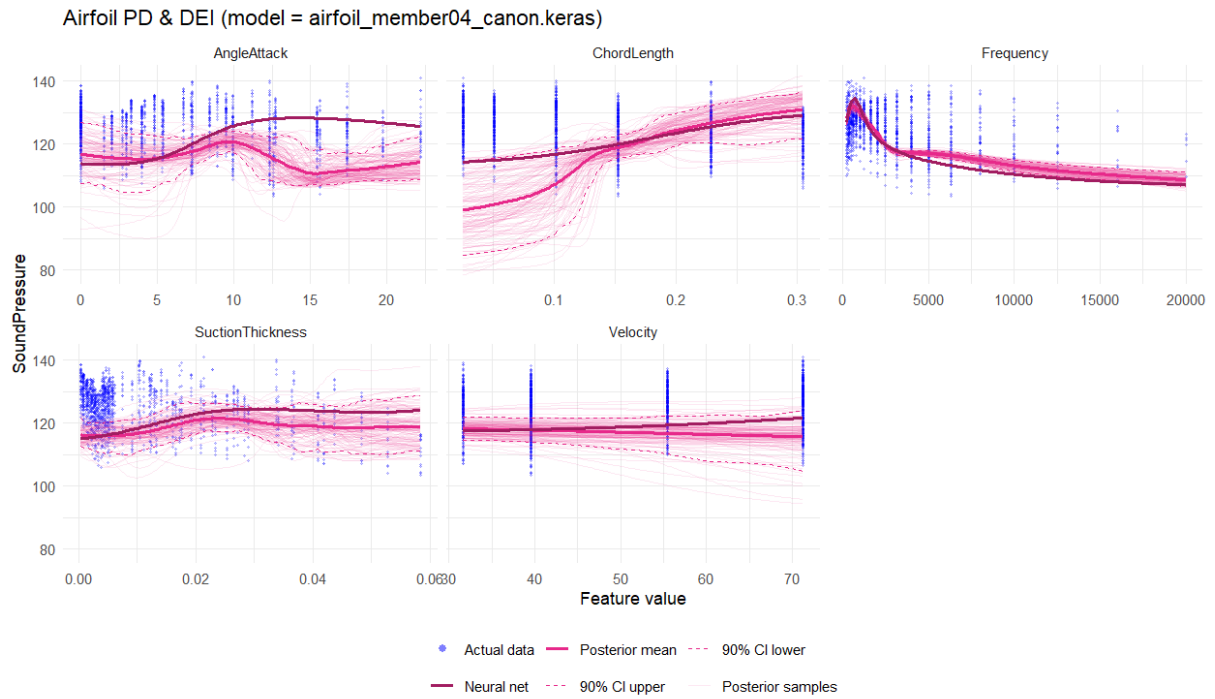 Airfoil PD & DEI (model = airfoil_member04_canon.keras)
AngleAttack ChordLength Frequency
140
120
100
80
0 5 10 15 20 0.1 0.2 0.3 0 5000 10000 15000 20000
SuctionThickness Velocity
SoundPressure
140
120
100
80
0.00 0.02 0.04 0.0630 40 50 60 70
Feature value
Actual data Posterior mean 90% CI lower
Neural net 90% CI upper Posterior samples